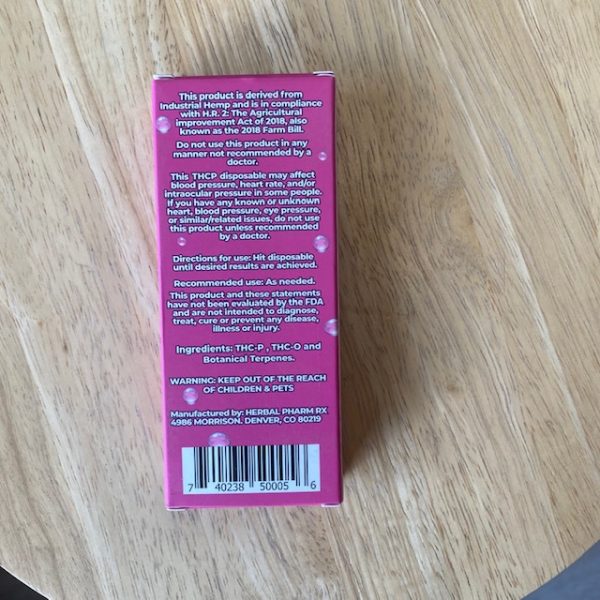 This product is derived from
Industrial Hemp and is in compliance
with H.R. 2: The Agricultural
improvement Act of 2018, also
known as the 2018 Farm Bill.
Do not use this product in any
manner not recommended by a
doctor.
This THCP disposable may affect
blood pressure, heart rate, and/or
intraocular pressure in some people.
If you have any known or unknown
heart, blood pressure, eye pressure,
or similar/related issues, do not use
this product unless recommended
by a doctor.
Directions for use: Hit disposable
until desired results are achieved.
Recommended use: As needed.
This product and these statements
have not been evaluated by the FDA
and are not intended to diagnose,
treat, cure or prevent any disease,
illness or injury.
Ingredients: THC-P , THC-O and
Botanical Terpenes.
WARNING: KEEP OUT OF THE REACH
OF CHILDREN & PETS
Manufactured by: HERBAL PHARM RX
4986 MORRISON. DENVER, CO 80219
7 40238 50005 6